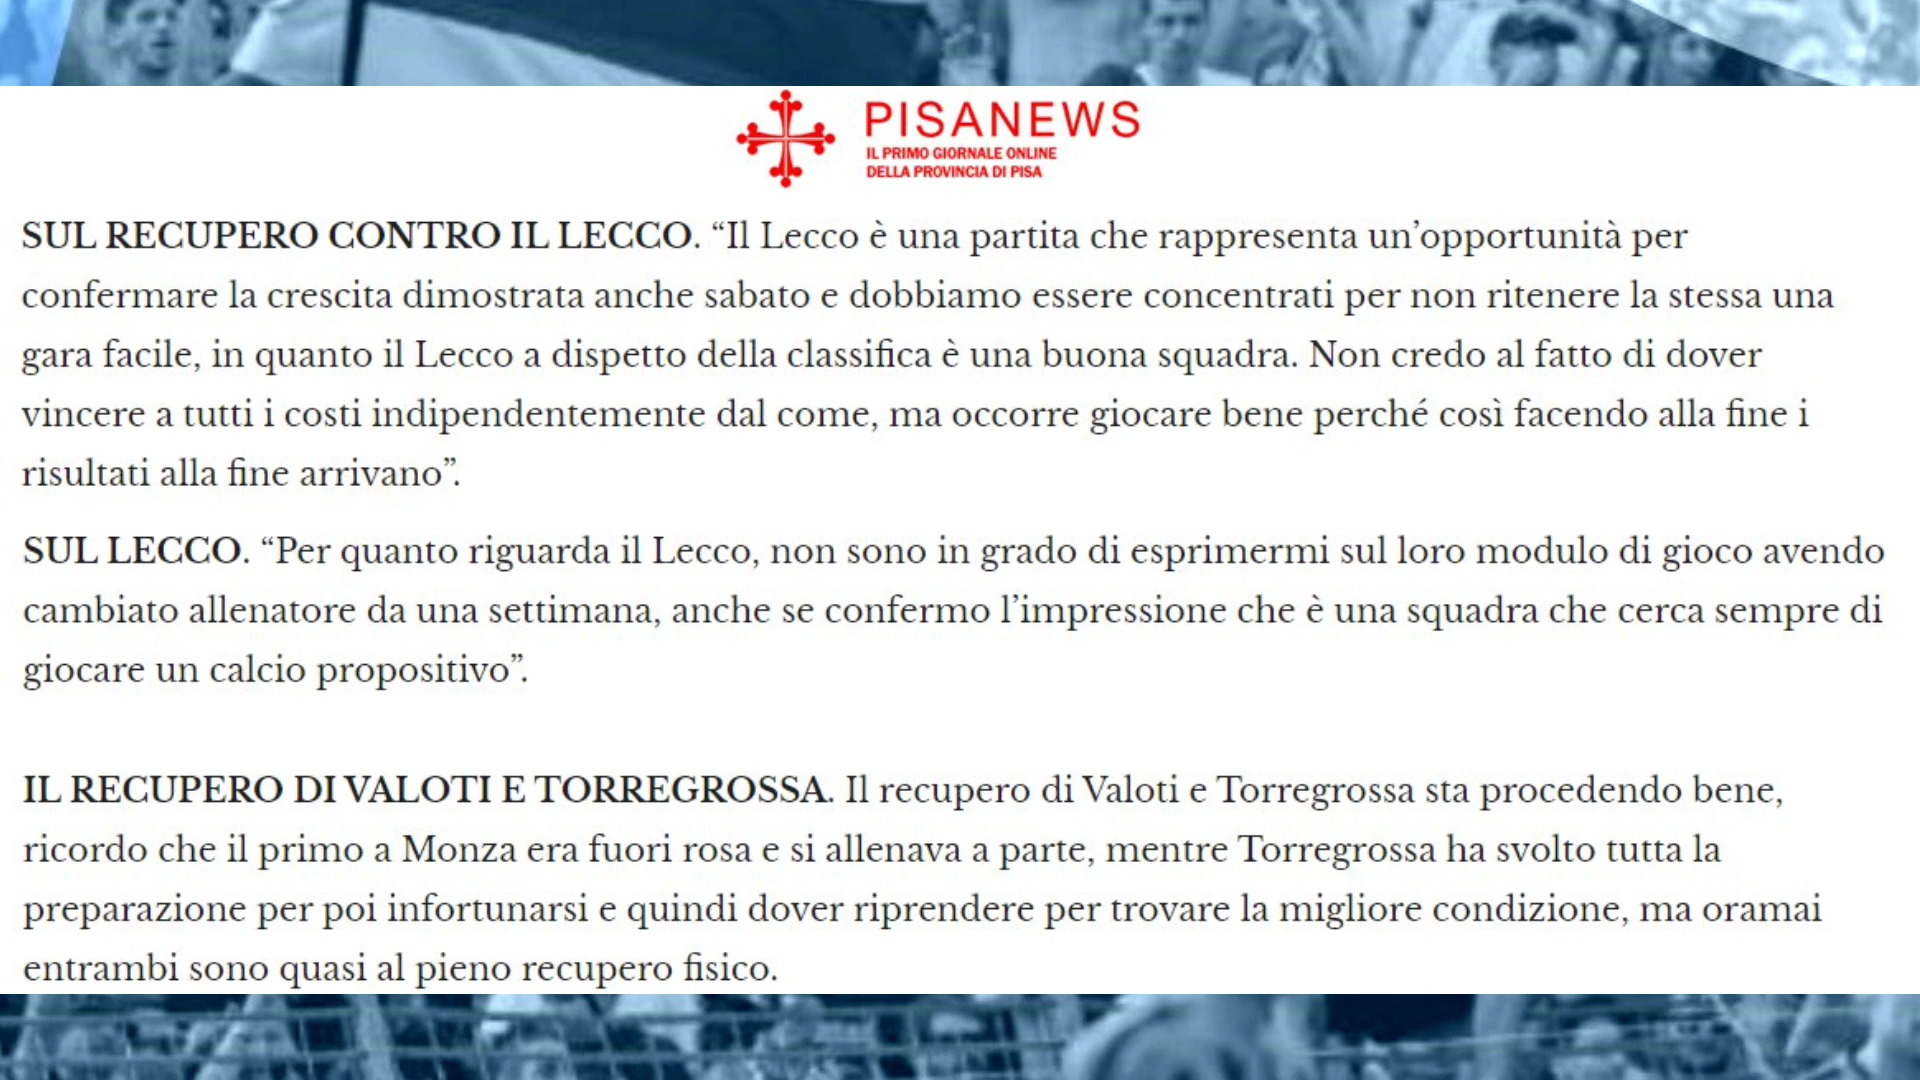 PISANEWS
IL PRIMO GIORNALE ONLINE
DELLA PROVINCIA DI PISA
SUL RECUPERO CONTRO IL LECCO. “Il Lecco è una partita che rappresenta un’opportunità per
confermare la crescita dimostrata anche sabato e dobbiamo essere concentrati per non ritenere la stessa una
gara facile, in quanto il Lecco a dispetto della classifica è una buona squadra. Non credo al fatto di dover
vincere a tutti i costi indipendentemente dal come, ma occorre giocare bene perché così facendo alla fine i
risultati alla fine arrivano”.
SUL LECCO. “Per quanto riguarda il Lecco, non sono in grado di esprimermi sul loro modulo di gioco avendo
cambiato allenatore da una settimana, anche se confermo l’impressione che è una squadra che cerca sempre di
giocare un calcio propositivo”.
IL RECUPERO DI VALOTI E TORREGROSSA. Il recupero di Valoti e Torregrossa sta procedendo bene,
ricordo che il primo a Monza era fuori rosa e si allenava a parte, mentre Torregrossa ha svolto tutta la
preparazione per poi infortunarsi e quindi dover riprendere per trovare la migliore condizione, ma oramai
entrambi sono quasi al pieno recupero fisico.